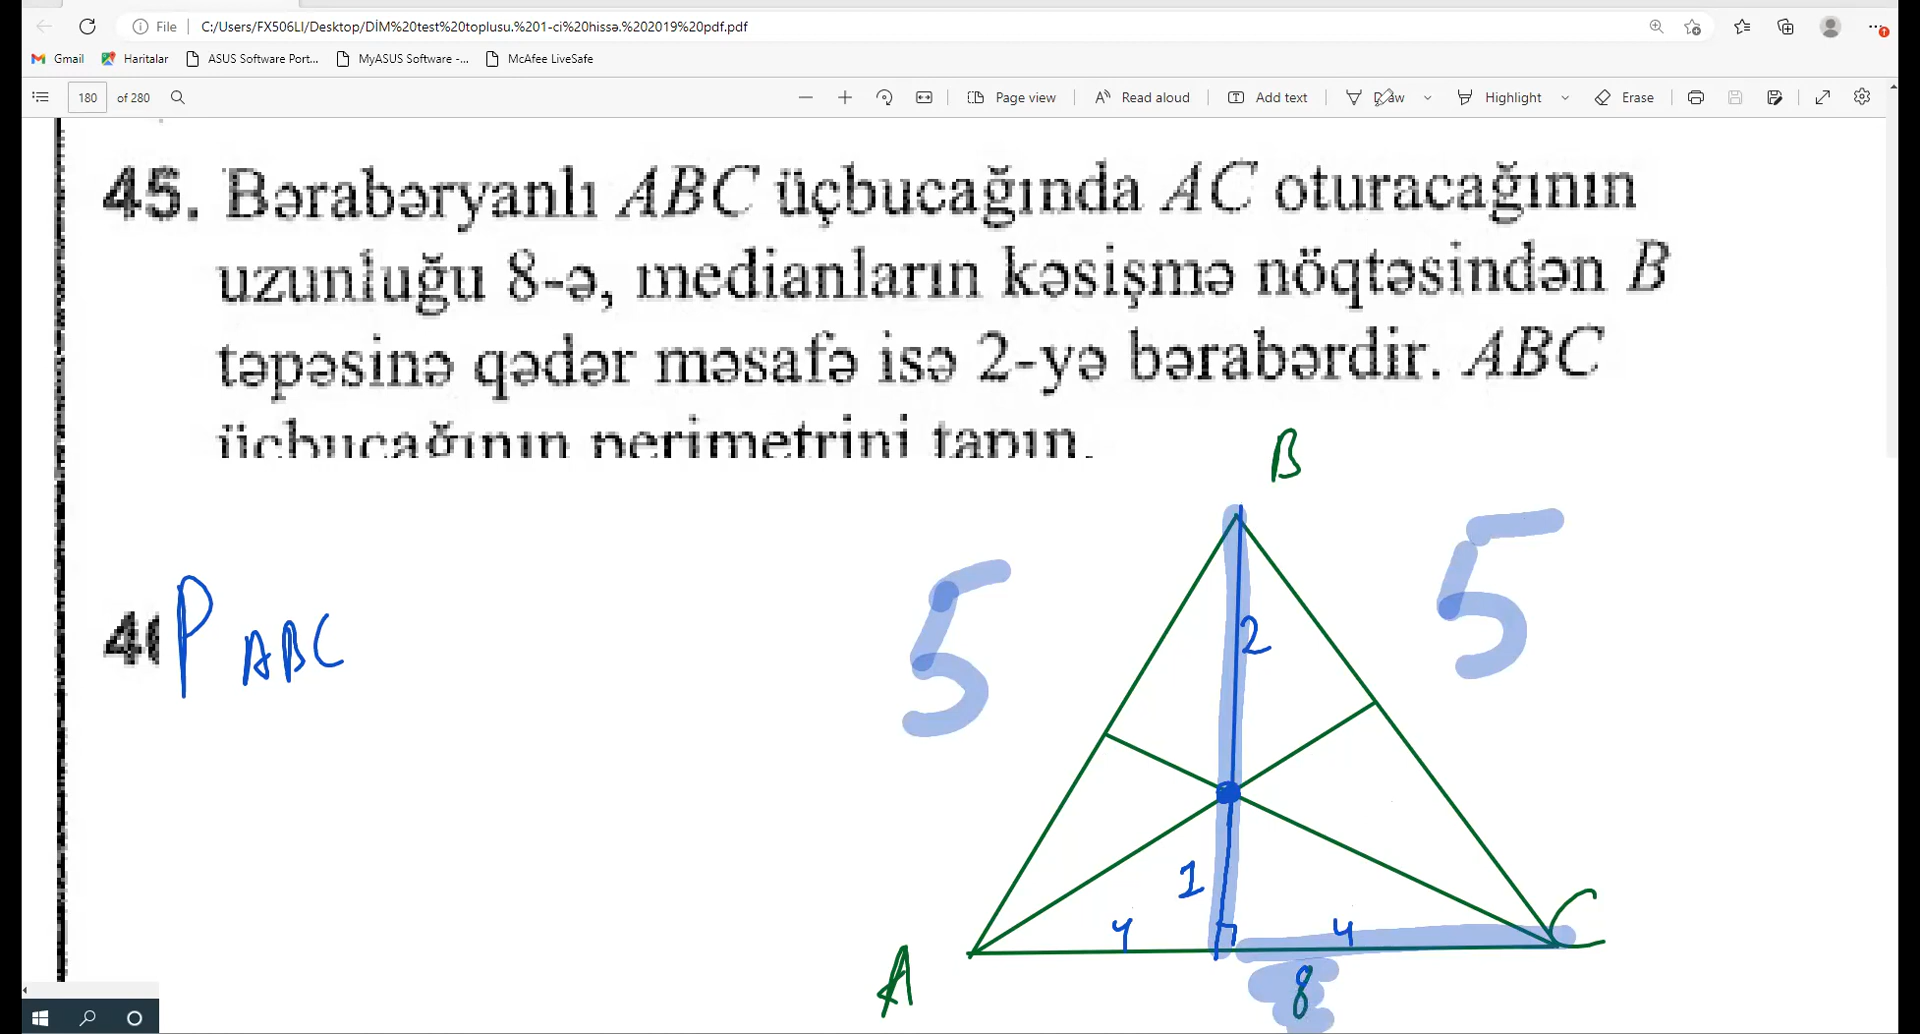 File C:/Users/FX506LI/Desktop/DİM%20test%20toplusu.%201-ci%20hissə.%202019%20pdf.pdf
Gmail Haritalar ASUS Software Port... MyASUS Software -... McAfee LiveSafe
180 of 280 Page view Read aloud Add text Draw Highlight Erase
45. Bərabəryanlı ABC üçbucağında AC oturacağının
uzunluğu 8-ə, medianların kəsişmə nöqtəsindən B
təpəsinə qədər məsafə isə 2-yə bərabərdir. ABC
üçbucağının perimetrini tapın.
B
5
5
P ABC
2
1
4
4
C
A
8